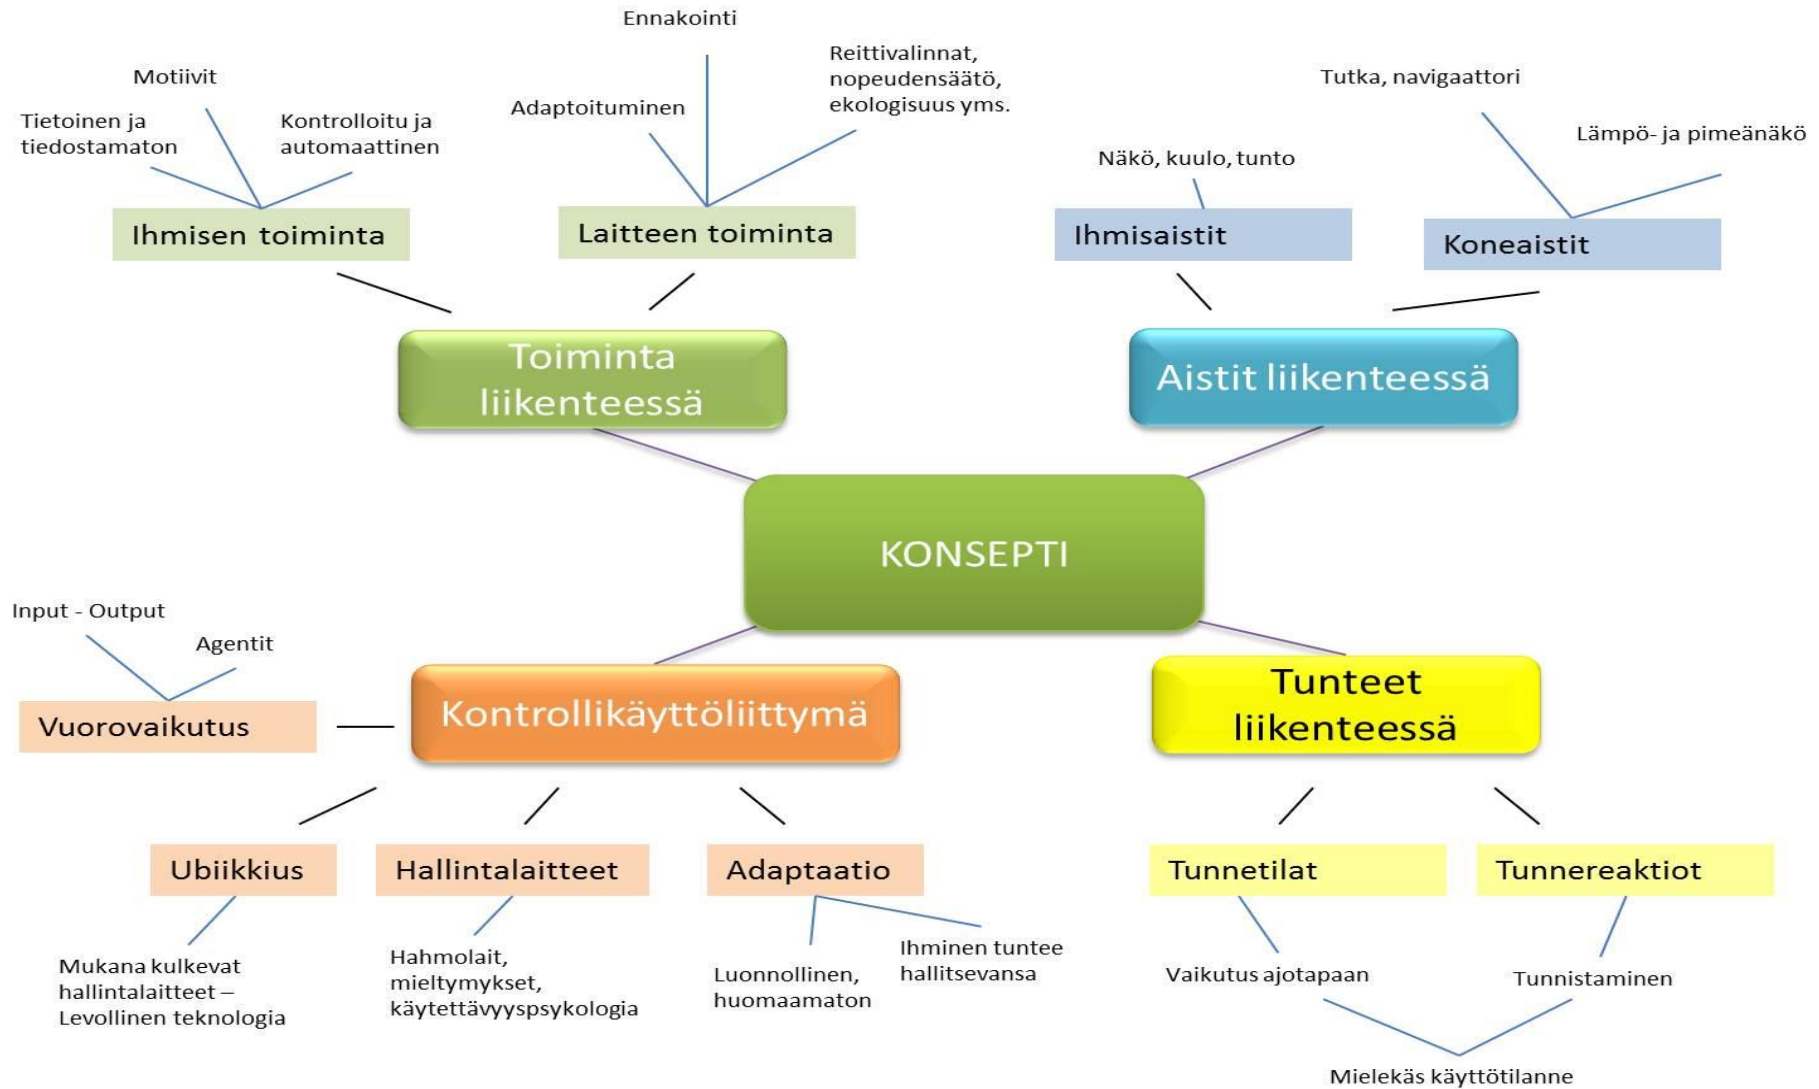 Ennakointi
Motiivit
Tietoinen ja
tiedostamaton
Kontrolloitu ja
automaattinen
Adaptoituminen
Reittivalinnat,
nopeudensäätö,
ekologisuus yms.
Ihmisen toiminta
Laitteen toiminta
Toiminta
liikenteessä
Tutka, navigaattori
Lämpö- ja pimeänäkö
Näkö, kuulo, tunto
Ihmisaistit
Koneaistit
Aistit liikenteessä
KONSEPTI
Input - Output
Agentit
Vuorovaikutus
Kontrollikäyttöliittymä
Ubiikkius
Hallintalaitteet
Adaptaatio
Mukana kulkevat
hallintalaitteet –
Levollinen teknologia
Hahmolait,
mieltymykset,
käytettävyyspsykologia
Luonnollinen,
huomaamaton
Ihminen tuntee
hallitsevansa
Tunteet
liikenteessä
Tunnetilat
Tunnereaktiot
Vaikutus ajotapaan
Tunnistaminen
Mielekäs käyttötilanne